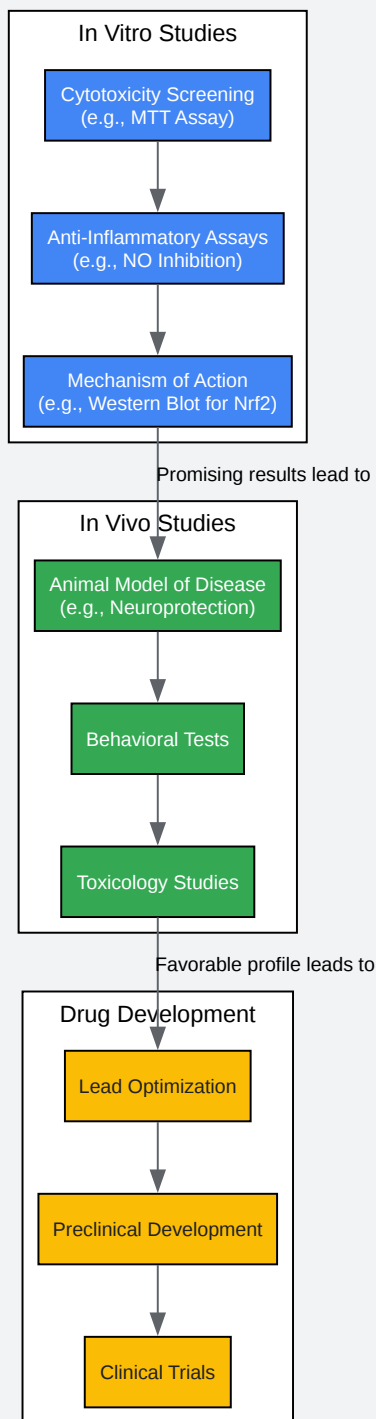 In Vitro Studies
Cytotoxicity Screening
(e.g., MTT Assay)
Anti-Inflammatory Assays
(e.g., NO Inhibition)
Mechanism of Action
(e.g., Western Blot for Nrf2)
Promising results lead to
In Vivo Studies
Animal Model of Disease
(e.g., Neuroprotection)
Behavioral Tests
Toxicology Studies
Favorable profile leads to
Drug Development
Lead Optimization
Preclinical Development
Clinical Trials